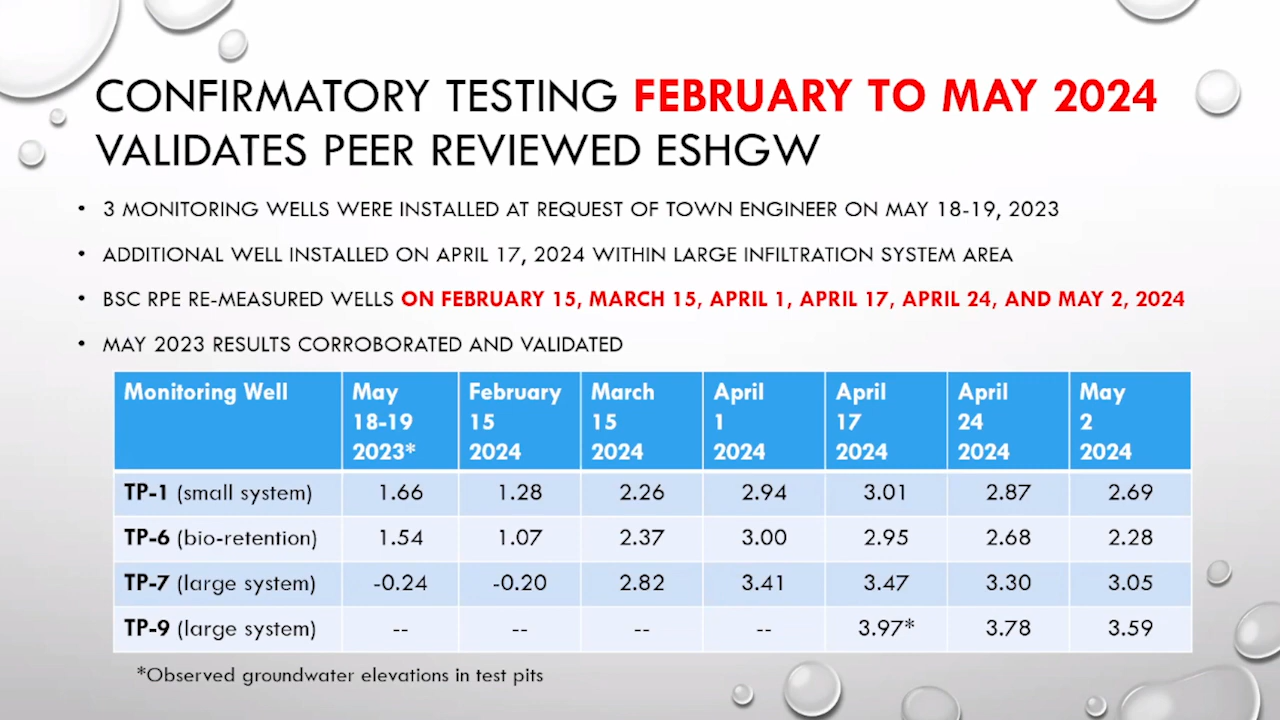 CONFIRMATORY TESTING FEBRUARY TO MAY 2024
VALIDATES PEER REVIEWED ESHGW
• 3 MONITORING WELLS WERE INSTALLED AT REQUEST OF TOWN ENGINEER ON MAY 18-19, 2023
• ADDITIONAL WELL INSTALLED ON APRIL 17, 2024 WITHIN LARGE INFILTRATION SYSTEM AREA
• BSC RPE RE-MEASURED WELLS ON FEBRUARY 15, MARCH 15, APRIL 1, APRIL 17, APRIL 24, AND MAY 2, 2024
• MAY 2023 RESULTS CORROBORATED AND VALIDATED
Monitoring Well May February March April April April May
18-19 15 15 1 17 24 2
2023* 2024 2024 2024 2024 2024 2024
TP-1 (small system) 1.66 1.28 2.26 2.94 3.01 2.87 2.69
TP-6 (bio-retention) 1.54 1.07 2.37 3.00 2.95 2.68 2.28
TP-7 (large system) -0.24 -0.20 2.82 3.41 3.47 3.30 3.05
TP-9 (large system) -- -- -- -- 3.97* 3.78 3.59
*Observed groundwater elevations in test pits